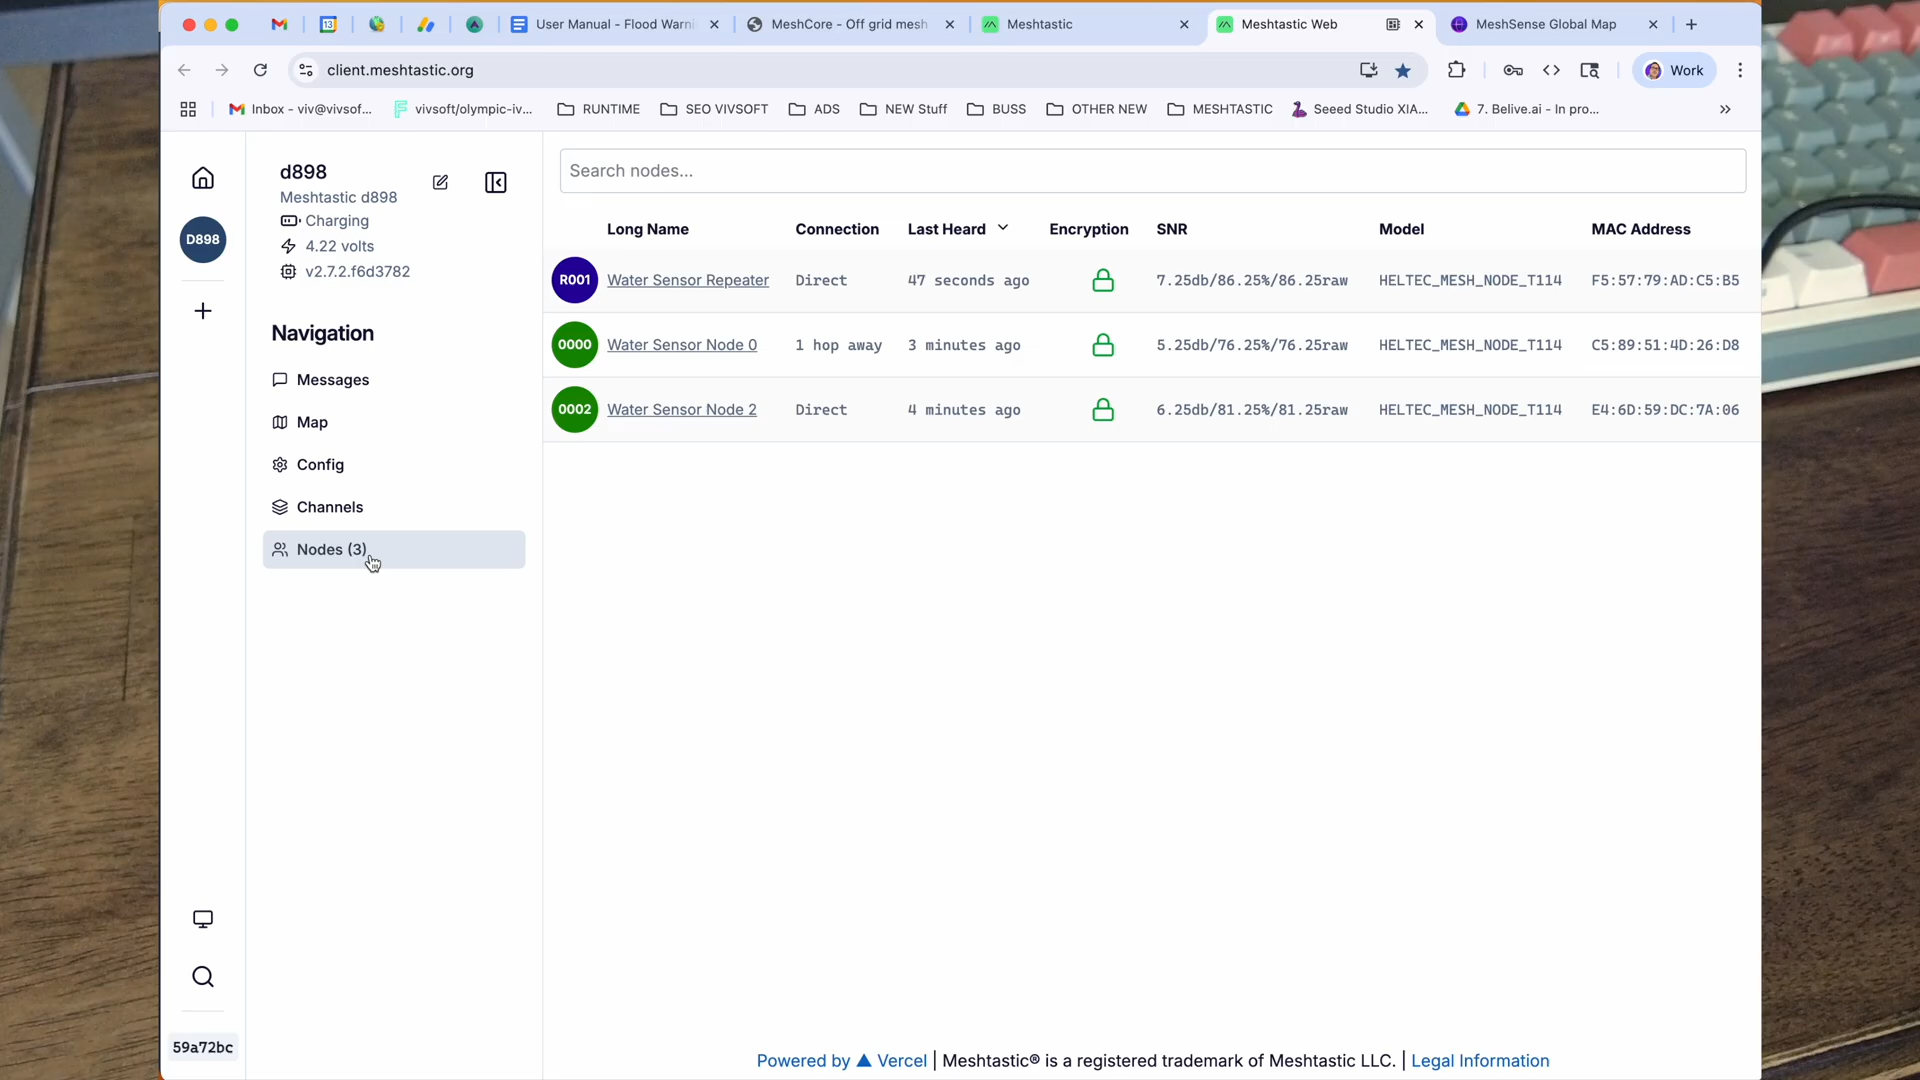 User Manual - Flood Warni
MeshCore - Off grid mesh
Meshtastic
Meshtastic Web
MeshSense Global Map
client.meshtastic.org
Work
Inbox - viv@vivsof...
vivsoft/olympic-iv...
RUNTIME
SEO VIVSOFT
ADS
NEW Stuff
BUSS
OTHER NEW
MESHTASTIC
Seeed Studio XIA...
7. Belive.ai - In pro...
D898
d898
Meshtastic d898
Charging
4.22 volts
v2.7.2.f6d3782
Navigation
Messages
Map
Config
Channels
Nodes (3)
59a72bc
Search nodes...
Long Name Connection Last Heard Encryption SNR Model MAC Address
R001 Water Sensor Repeater Direct 47 seconds ago 7.25db/86.25%/86.25raw HELTEC_MESH_NODE_T114 F5:57:79:AD:C5:B5
0000 Water Sensor Node 0 1 hop away 3 minutes ago 5.25db/76.25%/76.25raw HELTEC_MESH_NODE_T114 C5:89:51:4D:26:D8
0002 Water Sensor Node 2 Direct 4 minutes ago 6.25db/81.25%/81.25raw HELTEC_MESH_NODE_T114 E4:6D:59:DC:7A:06
Powered by ▲ Vercel | Meshtastic® is a registered trademark of Meshtastic LLC. | Legal Information